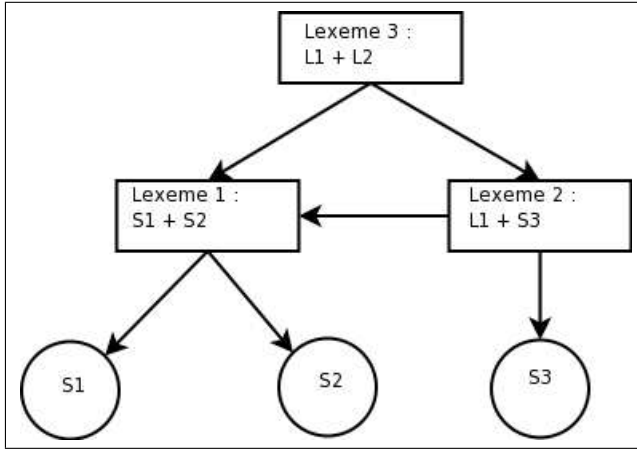 Lexeme 3 :
L1 + L2
Lexeme 1 :
S1 + S2
Lexeme 2 :
L1 + S3
S1
S2
S3